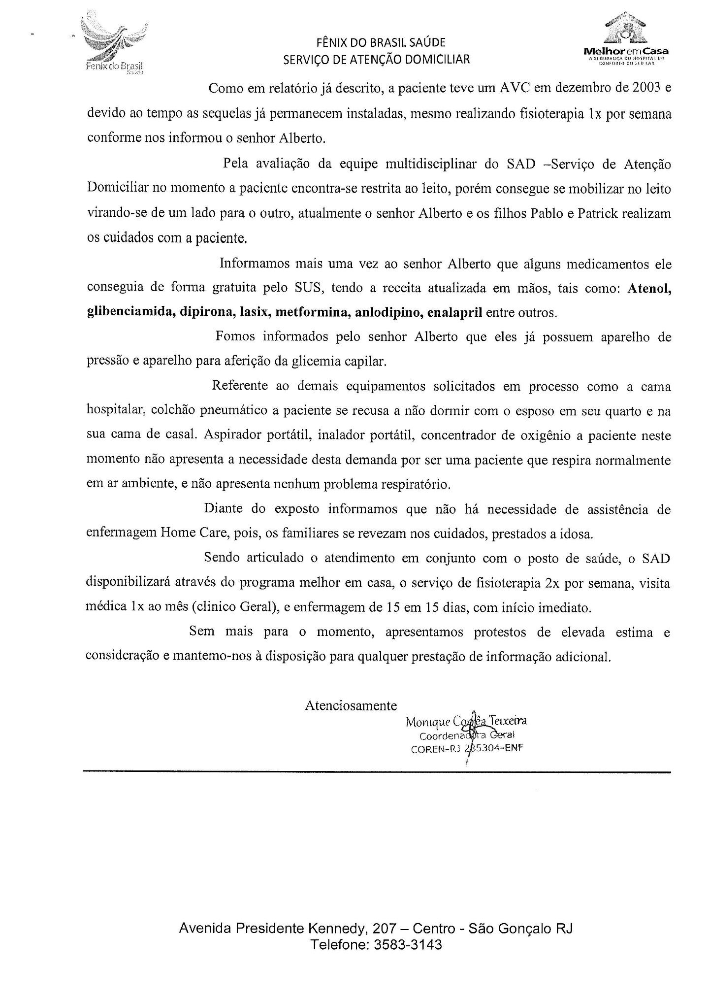 Fenix do Brasil
Saúde
FÊNIX DO BRASIL SAÚDE
SERVIÇO DE ATENÇÃO DOMICILIAR
Melhor em Casa
A SEGURANÇA DO HOSPITAL NO
CONFORTO DO SEU LAR
Como em relatório já descrito, a paciente teve um AVC em dezembro de 2003 e
devido ao tempo as sequelas já permanecem instaladas, mesmo realizando fisioterapia 1x por semana
conforme nos informou o senhor Alberto.
Pela avaliação da equipe multidisciplinar do SAD –Serviço de Atenção
Domiciliar no momento a paciente encontra-se restrita ao leito, porém consegue se mobilizar no leito
virando-se de um lado para o outro, atualmente o senhor Alberto e os filhos Pablo e Patrick realizam
os cuidados com a paciente.
Informamos mais uma vez ao senhor Alberto que alguns medicamentos ele
conseguia de forma gratuita pelo SUS, tendo a receita atualizada em mãos, tais como: Atenol,
glibenciamida, dipirona, lasix, metformina, anlodipino, enalapril entre outros.
Fomos informados pelo senhor Alberto que eles já possuem aparelho de
pressão e aparelho para aferição da glicemia capilar.
Referente ao demais equipamentos solicitados em processo como a cama
hospitalar, colchão pneumático a paciente se recusa a não dormir com o esposo em seu quarto e na
sua cama de casal. Aspirador portátil, inalador portátil, concentrador de oxigênio a paciente neste
momento não apresenta a necessidade desta demanda por ser uma paciente que respira normalmente
em ar ambiente, e não apresenta nenhum problema respiratório.
Diante do exposto informamos que não há necessidade de assistência de
enfermagem Home Care, pois, os familiares se revezam nos cuidados, prestados a idosa.
Sendo articulado o atendimento em conjunto com o posto de saúde, o SAD
disponibilizará através do programa melhor em casa, o serviço de fisioterapia 2x por semana, visita
médica 1x ao mês (clinico Geral), e enfermagem de 15 em 15 dias, com início imediato.
Sem mais para o momento, apresentamos protestos de elevada estima e
consideração e mantemo-nos à disposição para qualquer prestação de informação adicional.
Atenciosamente
Monique Corrêa Teixeira
Coordenadora Geral
COREN-RJ 285304-ENF
Avenida Presidente Kennedy, 207 – Centro - São Gonçalo RJ
Telefone: 3583-3143